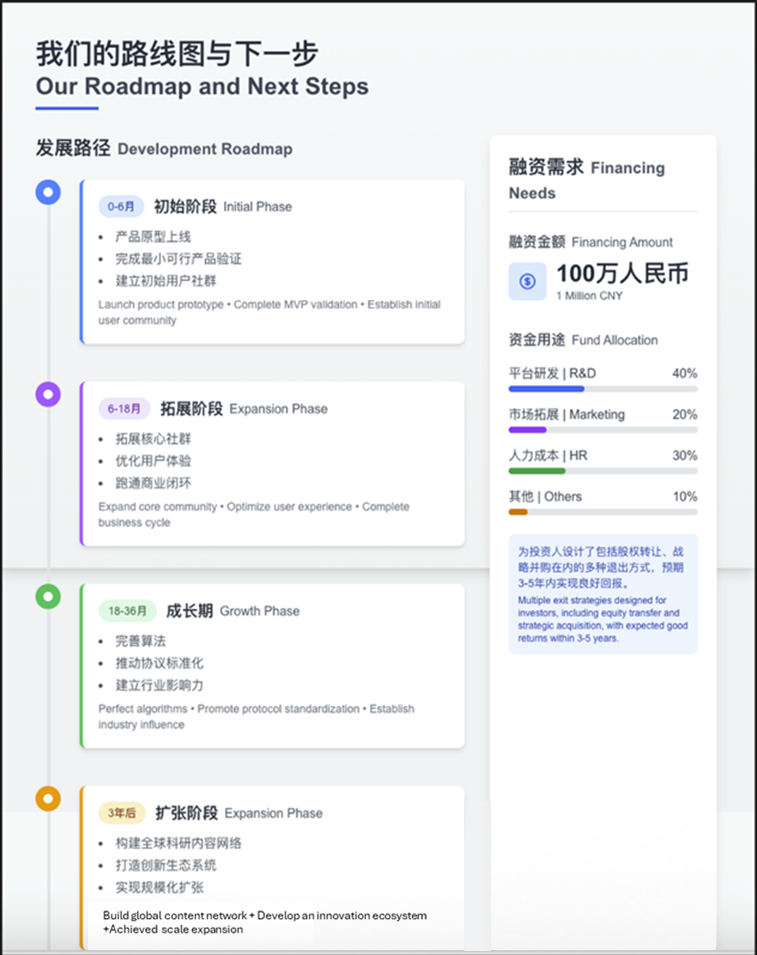 我们的路线图与下一步
Our Roadmap and Next Steps
发展路径 Development Roadmap
0-6月 初始阶段 Initial Phase
• 产品原型上线
• 完成最小可行产品验证
• 建立初始用户社群
Launch product prototype • Complete MVP validation • Establish initial
user community
6-18月 拓展阶段 Expansion Phase
• 拓展核心社群
• 优化用户体验
• 跑通商业闭环
Expand core community • Optimize user experience • Complete
business cycle
18-36月 成长期 Growth Phase
• 完善算法
• 推动协议标准化
• 建立行业影响力
Perfect algorithms • Promote protocol standardization • Establish
industry influence
3年后 扩张阶段 Expansion Phase
• 构建全球科研内容网络
• 打造创新生态系统
• 实现规模化扩张
Build global content network + Develop an innovation ecosystem
+Achieved scale expansion
融资需求 Financing
Needs
融资金额 Financing Amount
$ 100万人民币
1 Million CNY
资金用途 Fund Allocation
平台研发 | R&D 40%
市场拓展 | Marketing 20%
人力成本 | HR 30%
其他 | Others 10%
为投资人设计了包括股权转让、战
略并购在内的多种退出方式，预期
3-5年内实现良好回报。
Multiple exit strategies designed for
investors, including equity transfer and
strategic acquisition, with expected good
returns within 3-5 years.